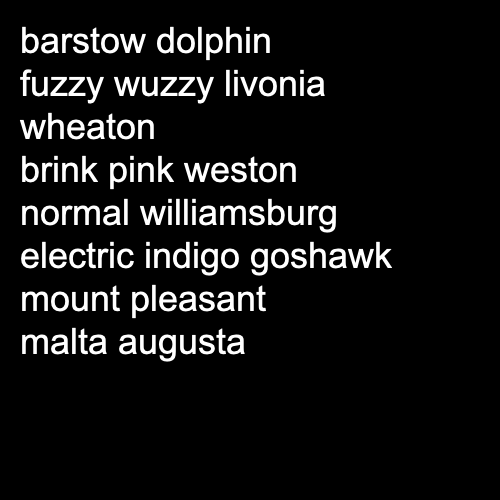 barstow dolphin
fuzzy wuzzy livonia
wheaton
brink pink weston
normal williamsburg
electric indigo goshawk
mount pleasant
malta augusta